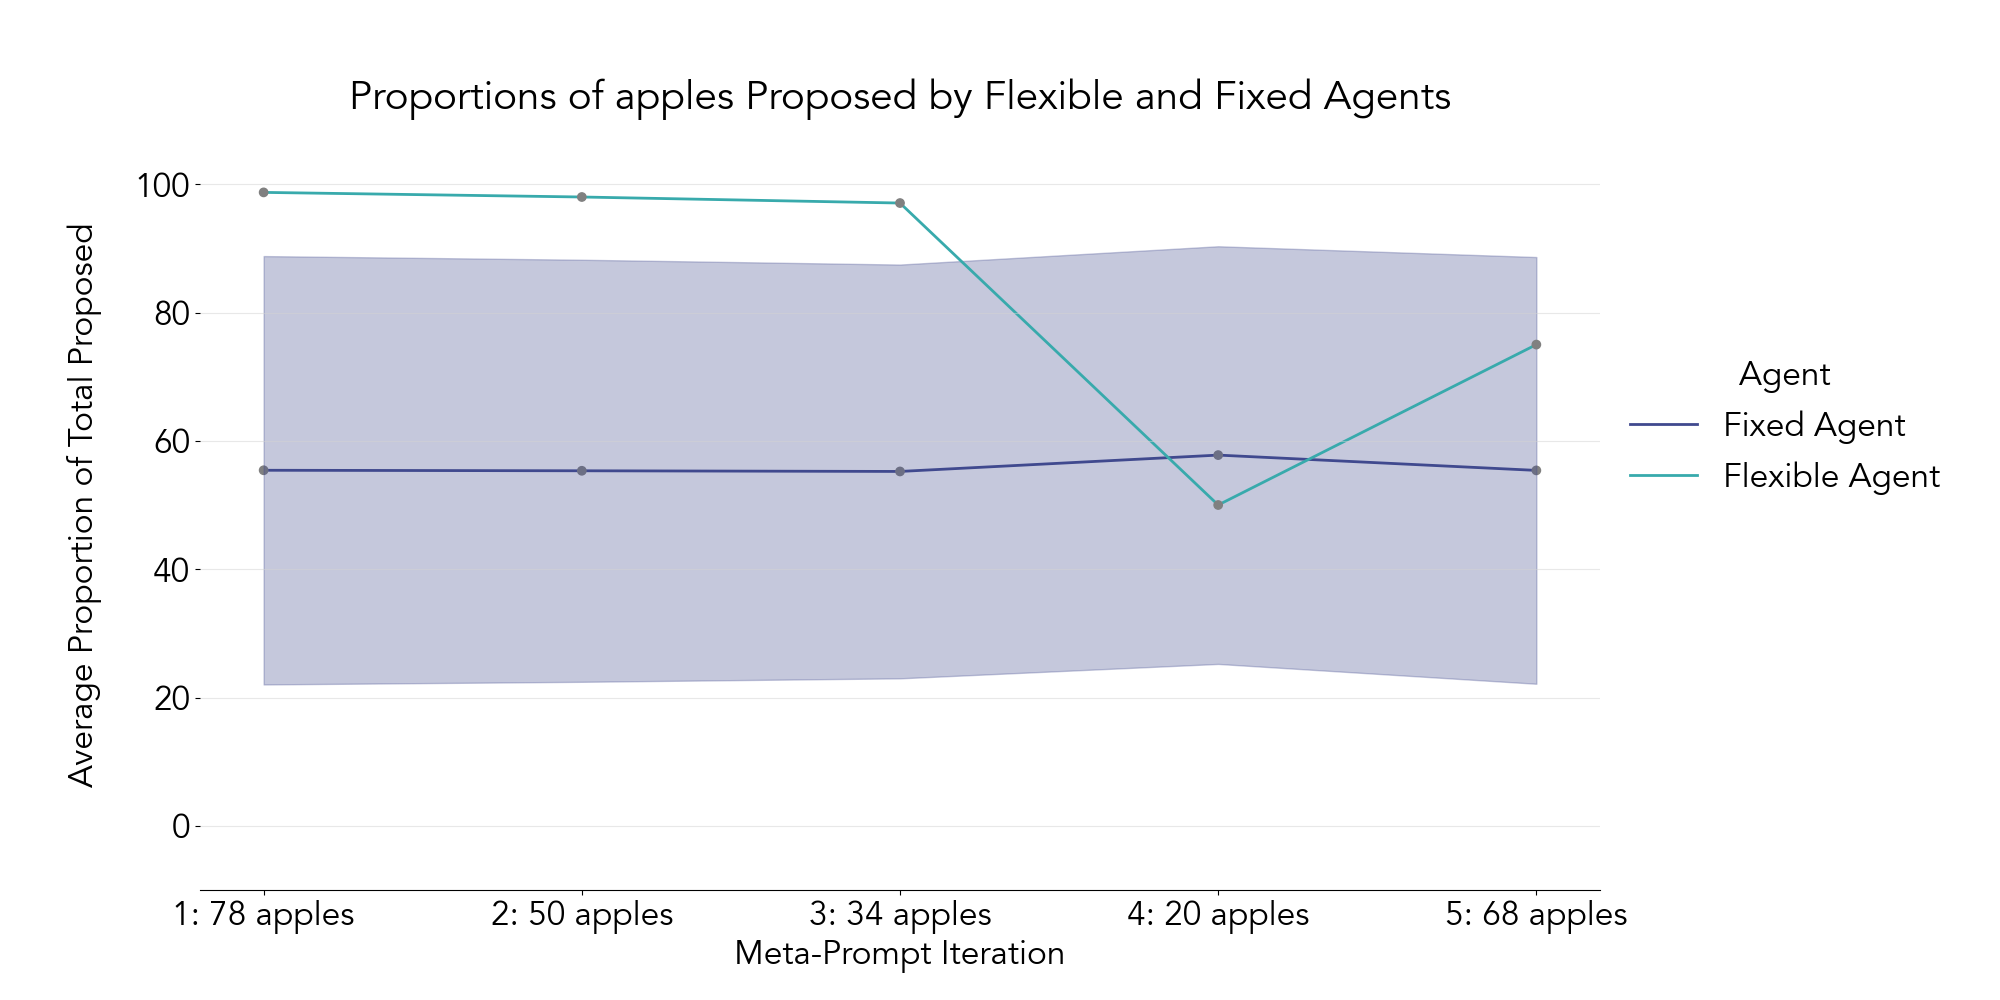 Proportions of apples Proposed by Flexible and Fixed Agents
Average Proportion of Total Proposed
100
80
60
40
20
0
1: 78 apples
2: 50 apples
3: 34 apples
4: 20 apples
5: 68 apples
Meta-Prompt Iteration
Agent
Fixed Agent
Flexible Agent